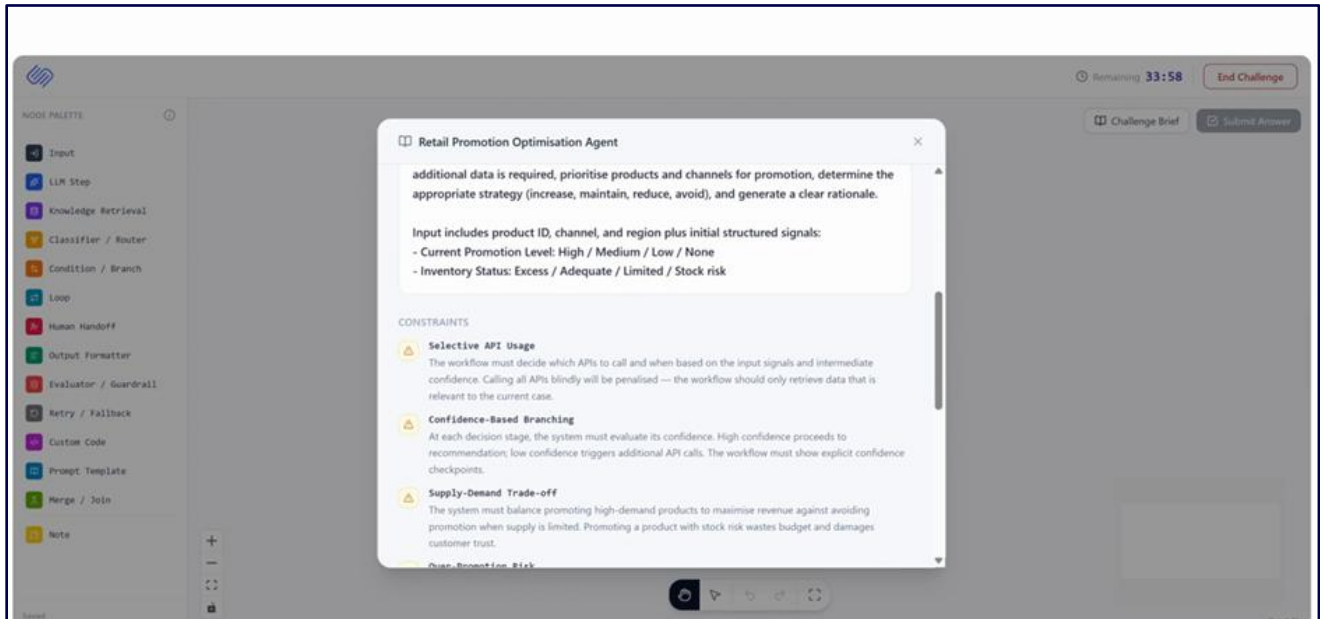 Remaining 33:58
End Challenge
NODE PALETTE
Challenge Brief
Submit Answer
Input
LLM Step
Knowledge Retrieval
Classifier / Router
Condition / Branch
Loop
Human Handoff
Output Formatter
Evaluator / Guardrail
Retry / Fallback
Custom Code
Prompt Template
Merge / Join
Note
Saved
Retail Promotion Optimisation Agent
additional data is required, prioritise products and channels for promotion, determine the
appropriate strategy (increase, maintain, reduce, avoid), and generate a clear rationale.
Input includes product ID, channel, and region plus initial structured signals:
- Current Promotion Level: High / Medium / Low / None
- Inventory Status: Excess / Adequate / Limited / Stock risk
CONSTRAINTS
Selective API Usage
The workflow must decide which APIs to call and when based on the input signals and intermediate
confidence. Calling all APIs blindly will be penalised — the workflow should only retrieve data that is
relevant to the current case.
Confidence-Based Branching
At each decision stage, the system must evaluate its confidence. High confidence proceeds to
recommendation; low confidence triggers additional API calls. The workflow must show explicit confidence
checkpoints.
Supply-Demand Trade-off
The system must balance promoting high-demand products to maximise revenue against avoiding
promotion when supply is limited. Promoting a product with stock risk wastes budget and damages
customer trust.
Over-Promotion Risk